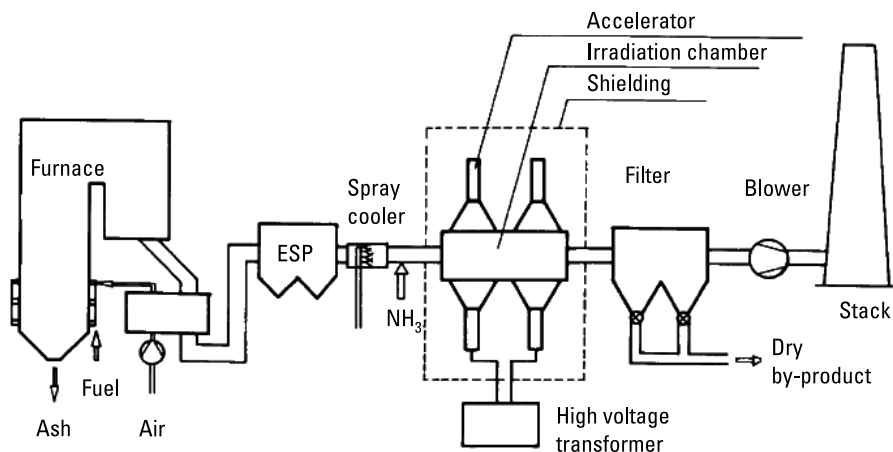 Accelerator
Irradiation chamber
Shielding
Furnace
Spray
cooler
Filter
Blower
ESP
NH₃
Stack
Fuel
Dry
by-product
Ash
Air
High voltage
transformer